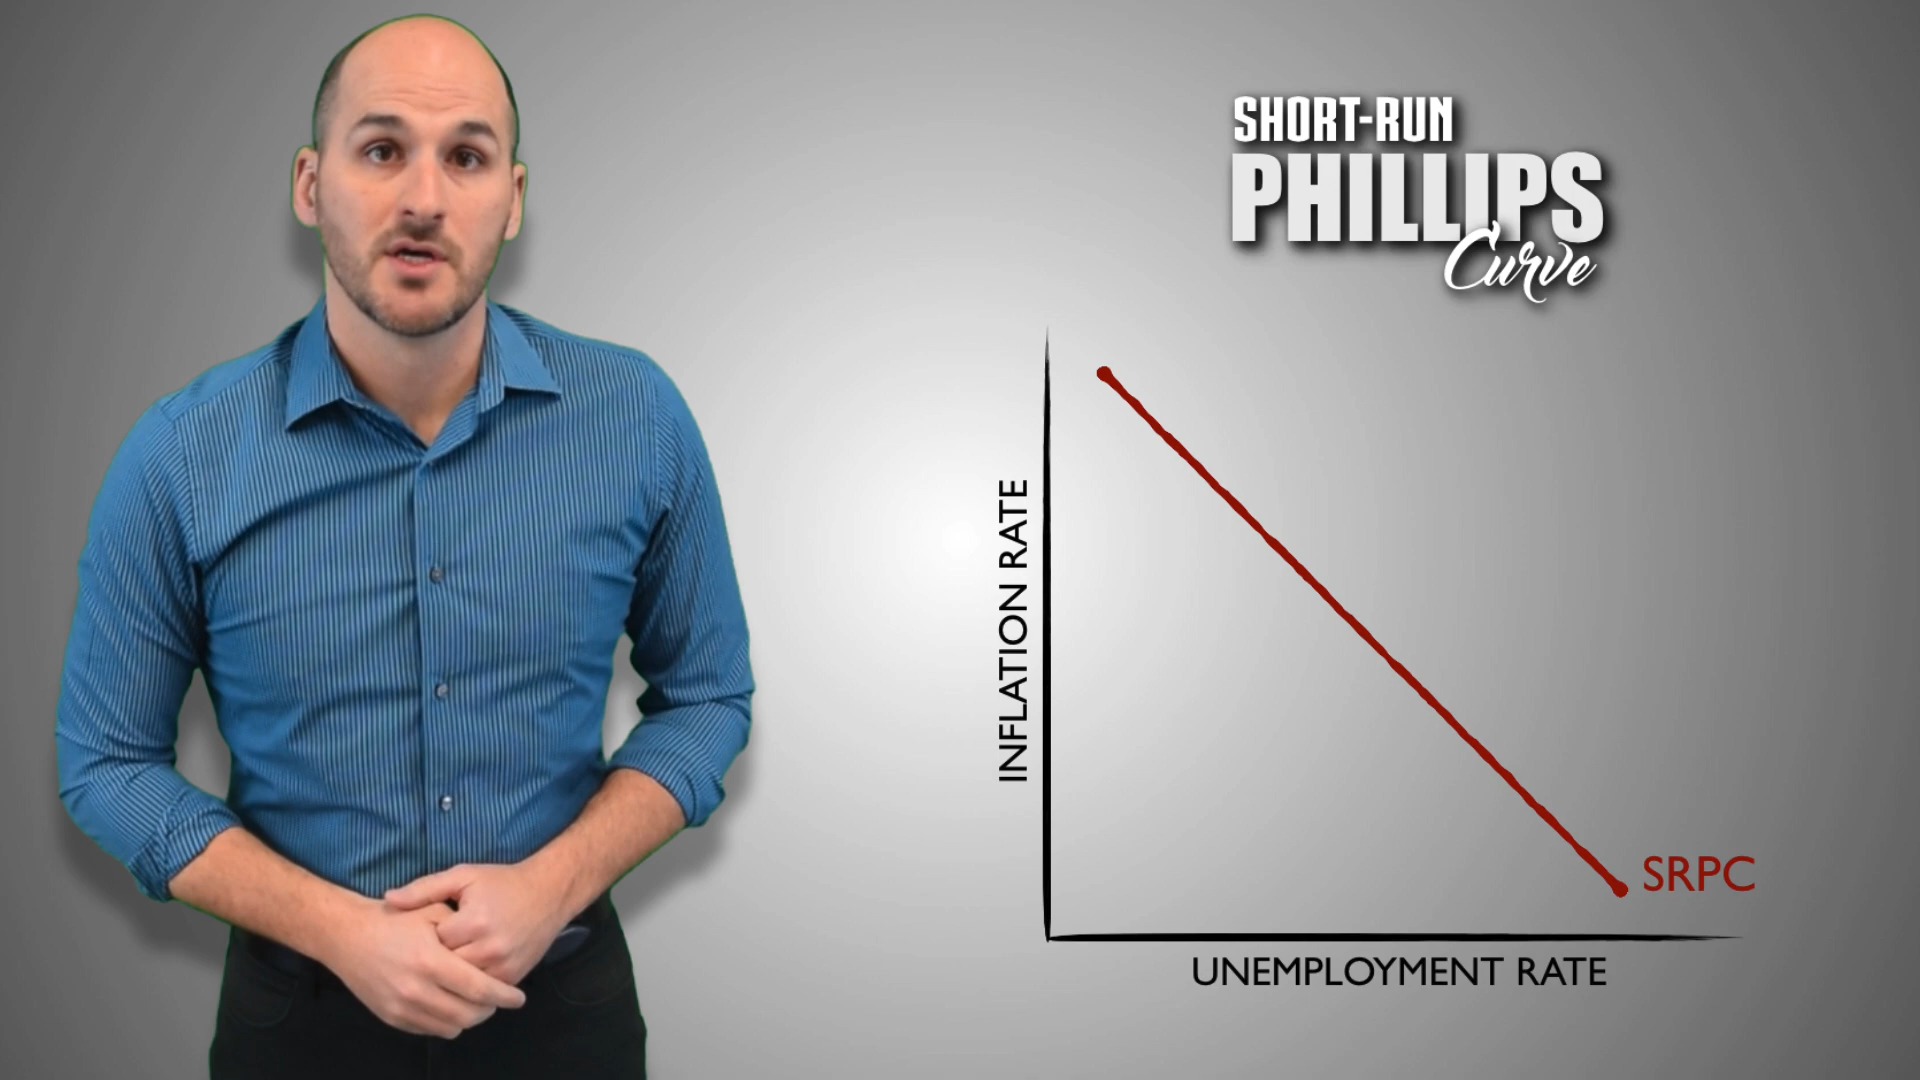 SHORT-RUN
PHILLIPS
Curve
INFLATION RATE
SRPC
UNEMPLOYMENT RATE